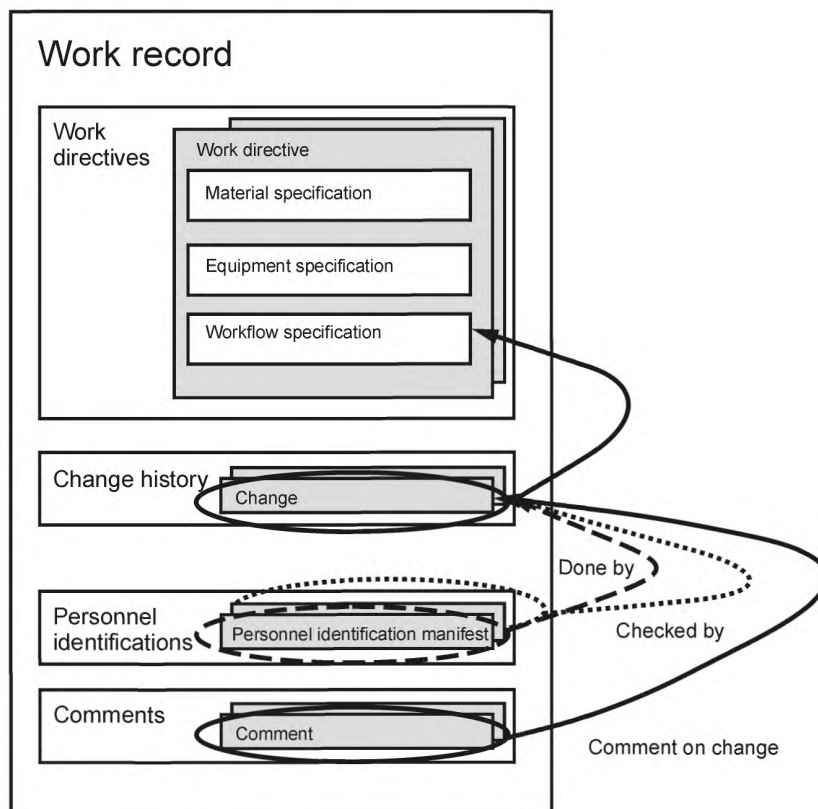 Work record
Work
directives
Work directive
Material specification
Equipment specification
Workflow specification
Change history
Change
Done by
Personnel
identifications
Personnel identification manifest
Checked by
Comments
Comment
Comment on change